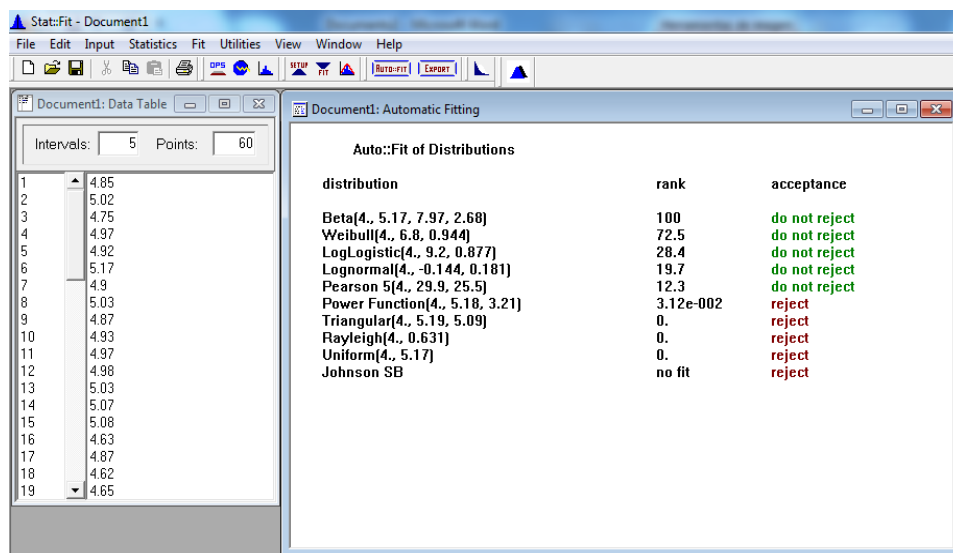 Stat::Fit - Document1
File Edit Input Statistics Fit Utilities View Window Help
DPS SETUP FIT AUTO::FIT EXPORT
Document1: Data Table
Intervals: 5 Points: 60
1 4.85
2 5.02
3 4.75
4 4.97
5 4.92
6 5.17
7 4.9
8 5.03
9 4.87
10 4.93
11 4.97
12 4.98
13 5.03
14 5.07
15 5.08
16 4.63
17 4.87
18 4.62
19 4.65
Document1: Automatic Fitting
Auto::Fit of Distributions
distribution rank acceptance
Beta(4., 5.17, 7.97, 2.68) 100 do not reject
Weibull(4., 6.8, 0.944) 72.5 do not reject
LogLogistic(4., 9.2, 0.877) 28.4 do not reject
Lognormal(4., -0.144, 0.181) 19.7 do not reject
Pearson 5(4., 29.9, 25.5) 12.3 do not reject
Power Function(4., 5.18, 3.21) 3.12e-002 reject
Triangular(4., 5.19, 5.09) 0. reject
Rayleigh(4., 0.631) 0. reject
Uniform(4., 5.17) 0. reject
Johnson SB no fit reject